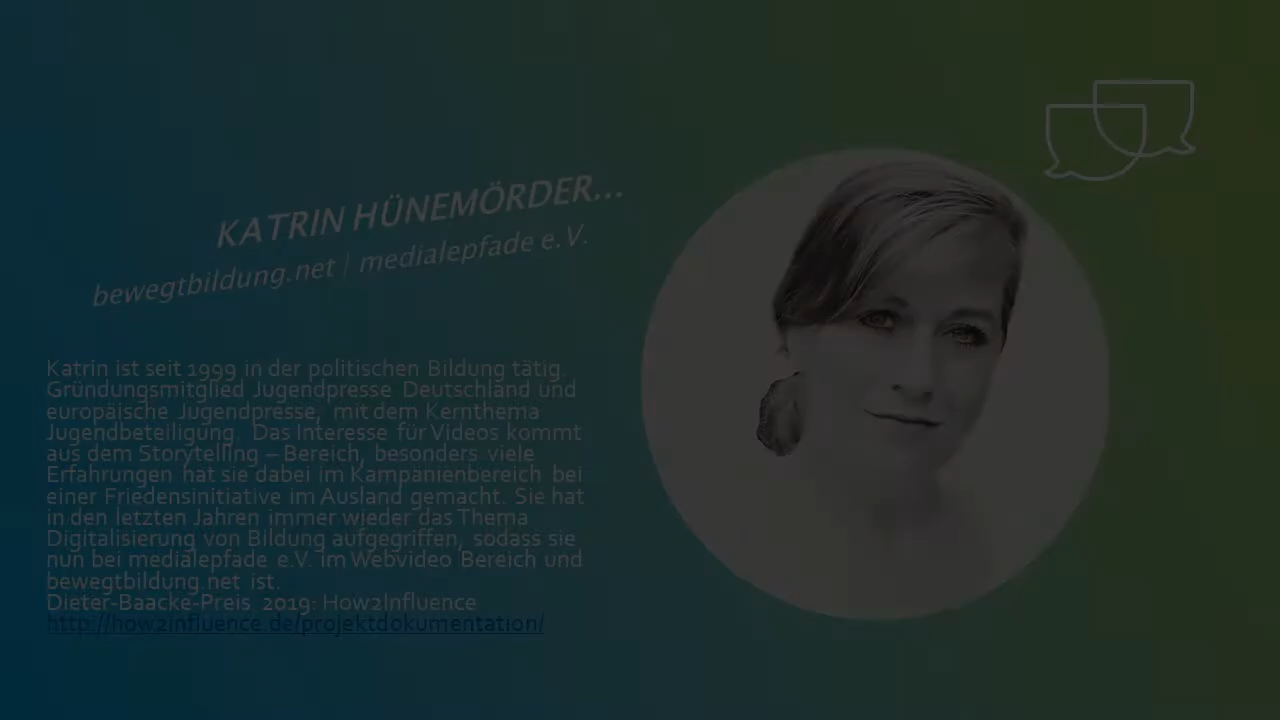 KATRIN HÜNEMÖRDER...
bewegtbildung.net | medialepfade e.V.
Katrin ist seit 1999 in der politischen Bildung tätig.
Gründungsmitglied Jugendpresse Deutschland und
europäische Jugendpresse, mit dem Kernthema
Jugendbeteiligung. Das Interesse für Videos kommt
aus dem Storytelling – Bereich, besonders viele
Erfahrungen hat sie dabei im Kampanienbereich bei
einer Friedensinitiative im Ausland gemacht. Sie hat
in den letzten Jahren immer wieder das Thema
Digitalisierung von Bildung aufgegriffen, sodass sie
nun bei medialepfade e.V. im Webvideo Bereich und
bewegtbildung.net ist.
Dieter-Baacke-Preis 2019: How2Influence
http://how2influence.de/projektdokumentation/